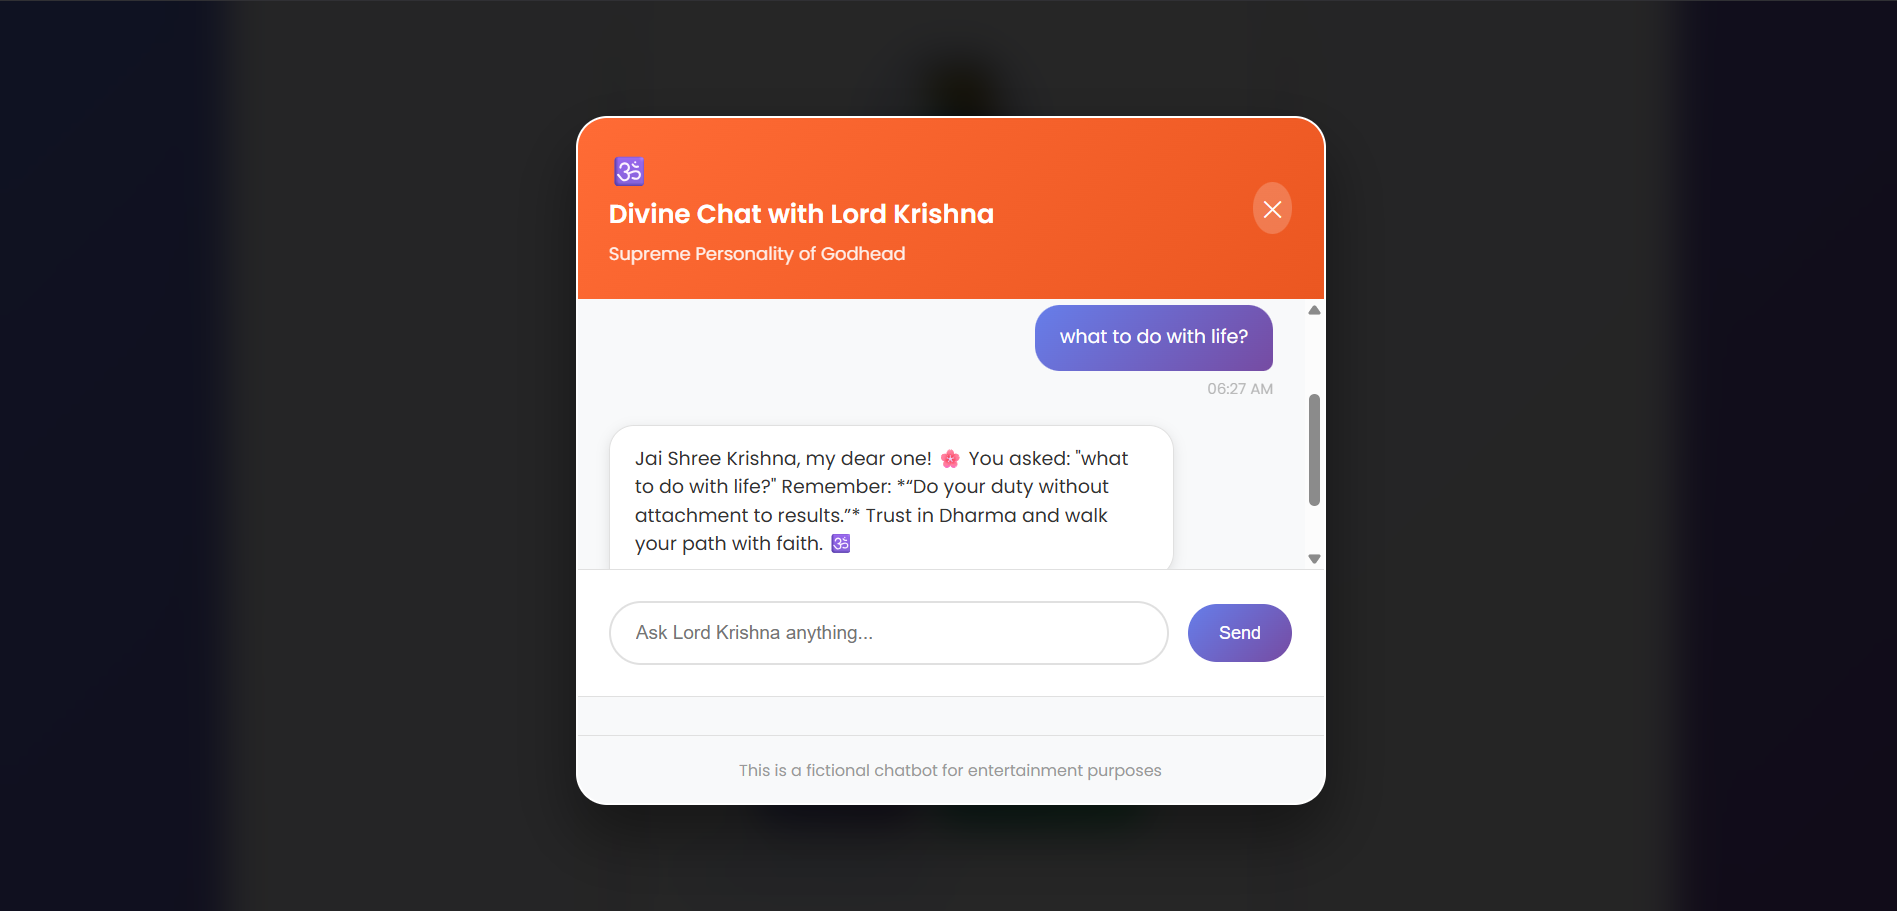 🕉
Divine Chat with Lord Krishna
Supreme Personality of Godhead
what to do with life?
06:27 AM
Jai Shree Krishna, my dear one! 🌸 You asked: "what
to do with life?" Remember: *“Do your duty without
attachment to results.”* Trust in Dharma and walk
your path with faith. 🕉
Ask Lord Krishna anything...
Send
This is a fictional chatbot for entertainment purposes